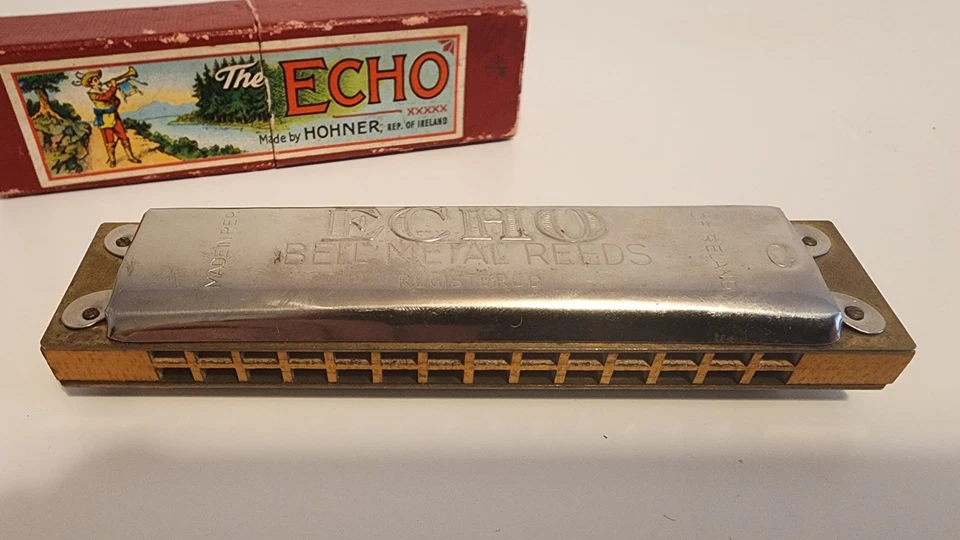 The ECHO
XXXXX
Made by HOHNER, REP. OF IRELAND
ECHO
BELL METAL REEDS
REGISTERED
MADE IN REP.
OF IRELAND
C